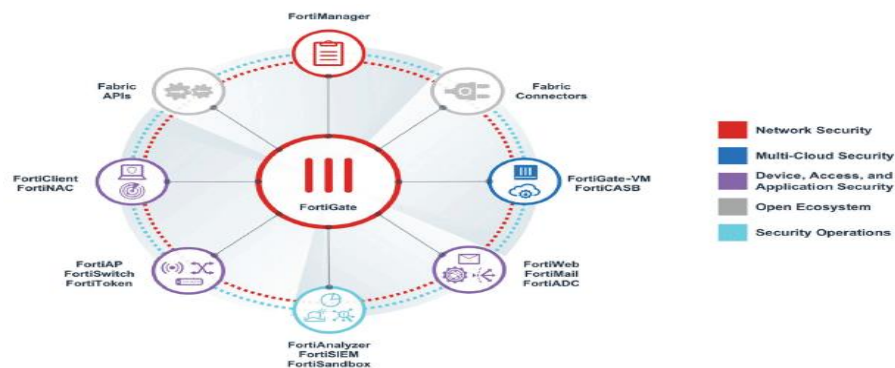 FortiManager
Fabric
APIs
Fabric
Connectors
FortiClient
FortiNAC
FortiGate
FortiGate-VM
FortiCASB
FortiAP
FortiSwitch
FortiToken
FortiWeb
FortiMail
FortiADC
FortiAnalyzer
FortiSIEM
FortiSandbox
Network Security
Multi-Cloud Security
Device, Access, and
Application Security
Open Ecosystem
Security Operations